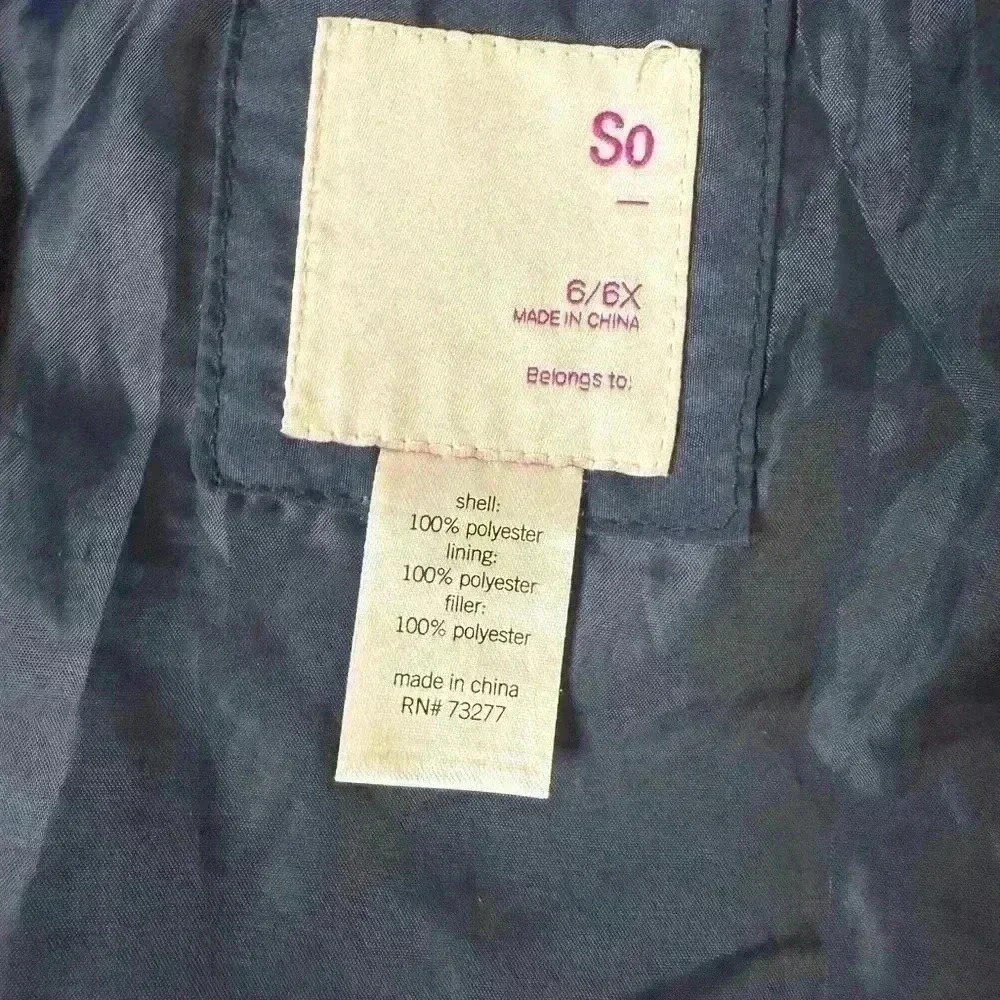 So
6/6X
MADE IN CHINA
Belongs to:
shell:
100% polyester
lining:
100% polyester
filler:
100% polyester
made in china
RN# 73277